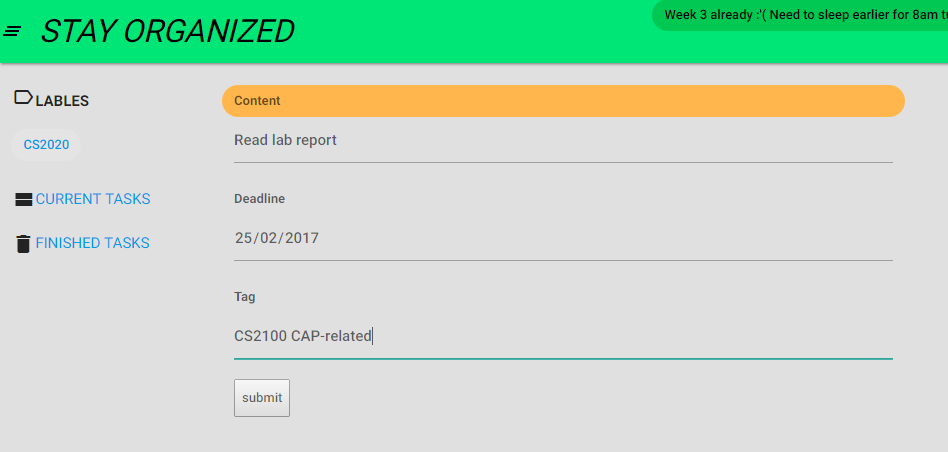 STAY ORGANIZED
Week 3 already :'( Need to sleep earlier for 8am
LABLES
CS2020
CURRENT TASKS
FINISHED TASKS
Content
Read lab report
Deadline
25/02/2017
Tag
CS2100 CAP-related
submit